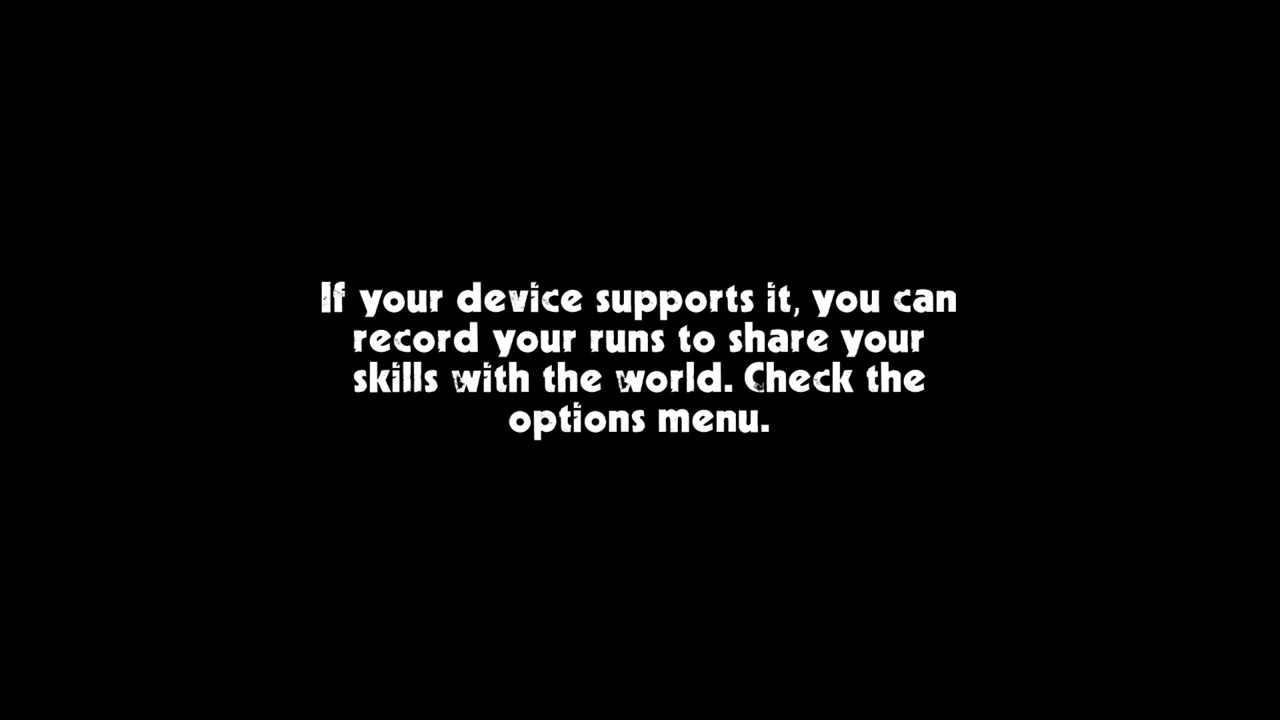 If your device supports it, you can
record your runs to share your
skills with the world. Check the
options menu.